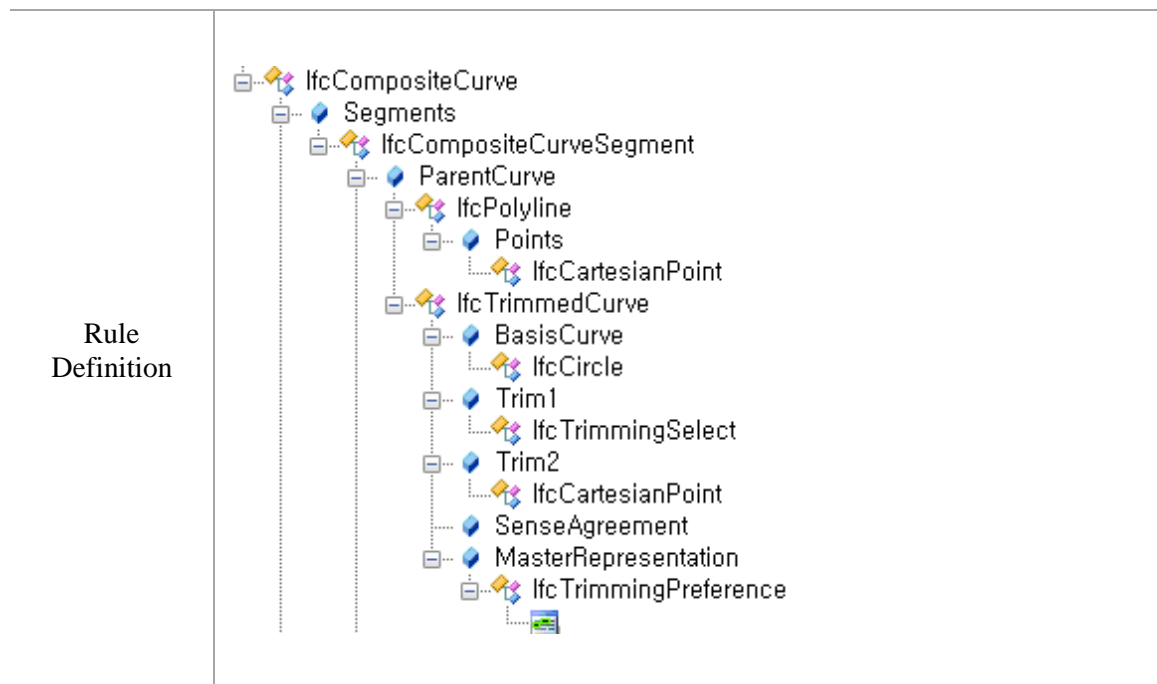 Rule
Definition
IfcCompositeCurve
Segments
IfcCompositeCurveSegment
ParentCurve
IfcPolyline
Points
IfcCartesianPoint
IfcTrimmedCurve
BasisCurve
IfcCircle
Trim1
IfcTrimmingSelect
Trim2
IfcCartesianPoint
SenseAgreement
MasterRepresentation
IfcTrimmingPreference